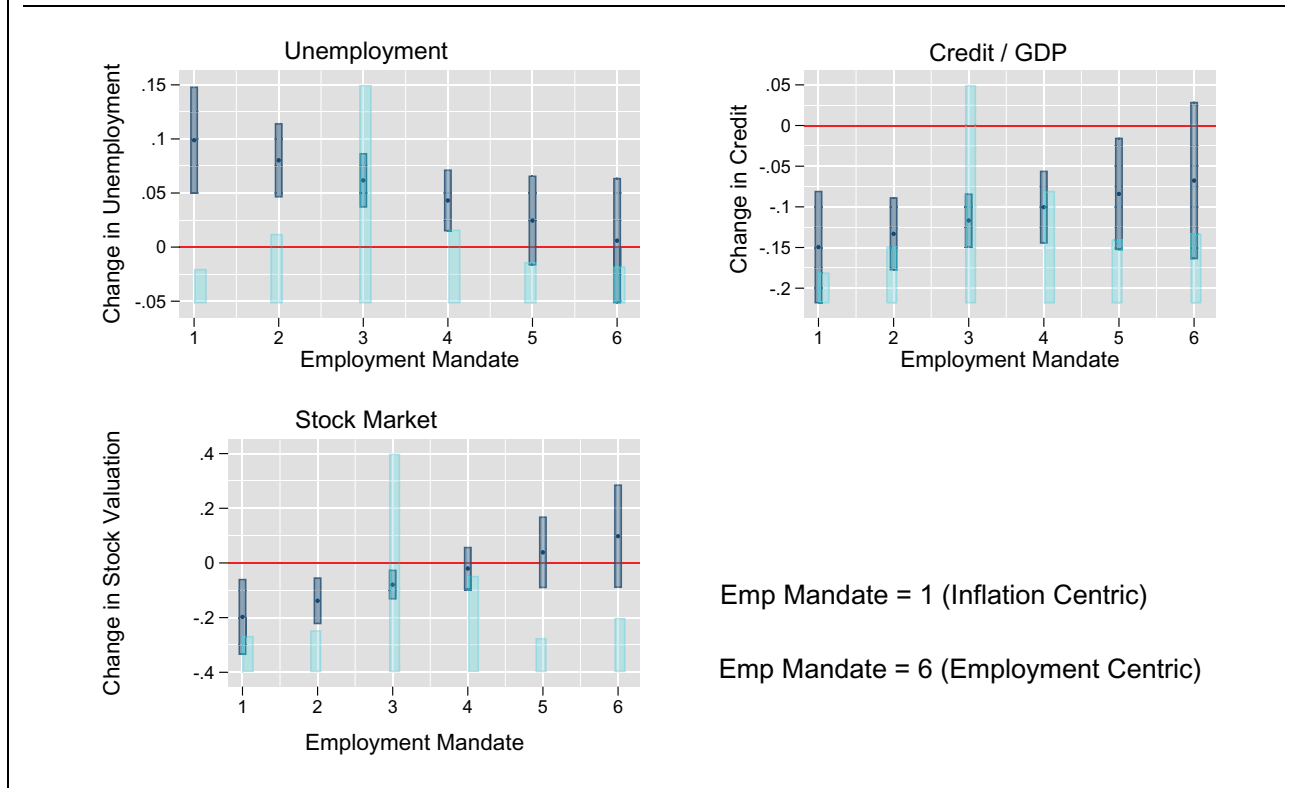 Unemployment
Change in Unemployment
.15
.1
.05
0
-.05
1 2 3 4 5 6
Employment Mandate
Credit / GDP
Change in Credit
.05
0
-.05
-.1
-.15
-.2
1 2 3 4 5 6
Employment Mandate
Stock Market
Change in Stock Valuation
.4
.2
0
-.2
-.4
1 2 3 4 5 6
Employment Mandate
Emp Mandate = 1 (Inflation Centric)
Emp Mandate = 6 (Employment Centric)